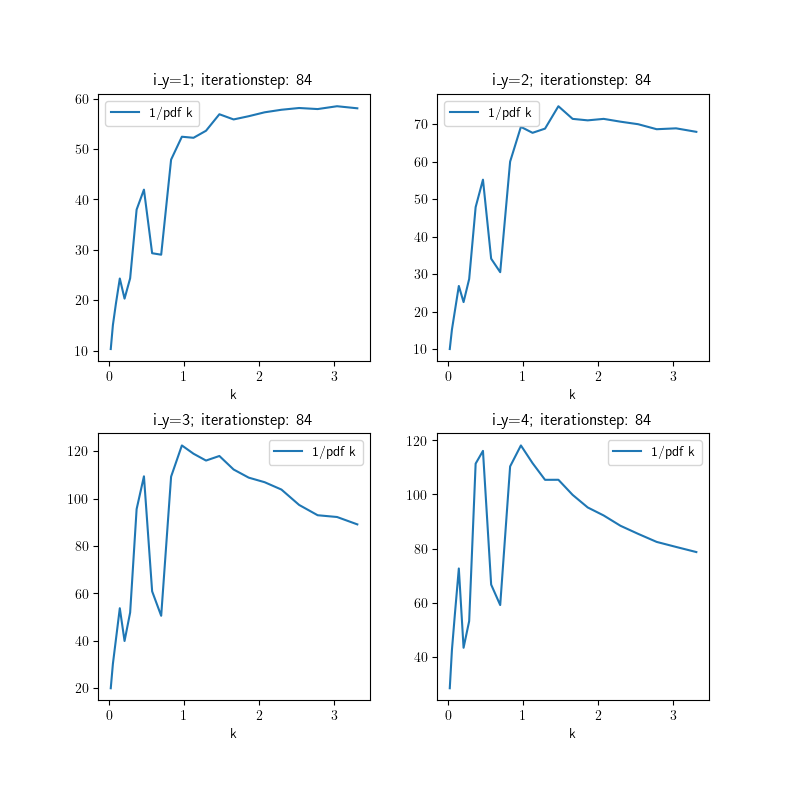 i_y=1; iterationstep: 84
60
50
40
30
20
10
1/pdf k
0 1 2 3
k
i_y=2; iterationstep: 84
70
60
50
40
30
20
10
1/pdf k
0 1 2 3
k
i_y=3; iterationstep: 84
120
100
80
60
40
20
1/pdf k
0 1 2 3
k
i_y=4; iterationstep: 84
120
100
80
60
40
1/pdf k
0 1 2 3
k